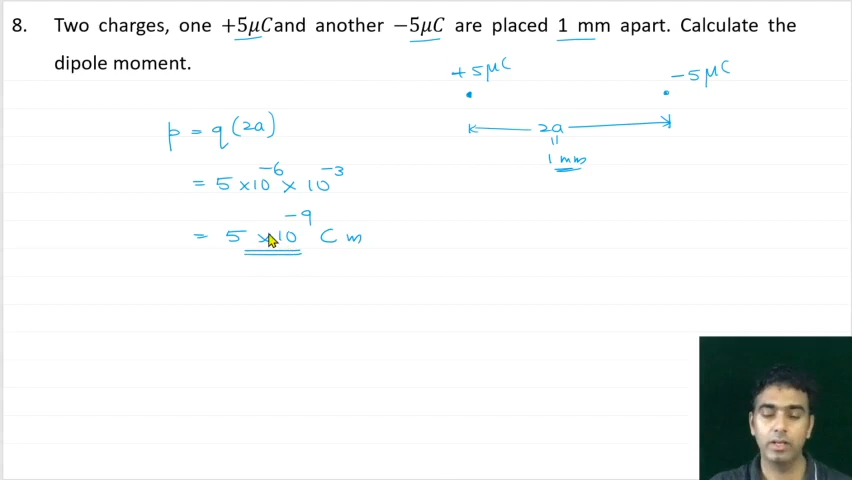 8. Two charges, one +5μC and another −5μC are placed 1 mm apart. Calculate the
dipole moment.
+5μC
−5μC
2a
||
1 mm
p = q (2a)
= 5 × 10⁻⁶ × 10⁻³
= 5 × 10⁻⁹ C m